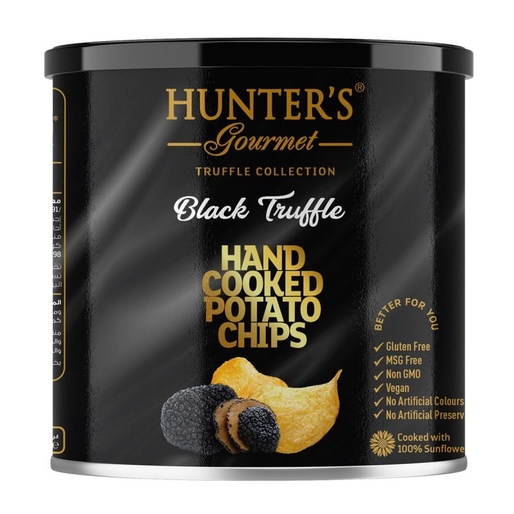 HUNTER'S®
Gourmet
TRUFFLE COLLECTION
Black Truffle
HAND
COOKED
POTATO
CHIPS
BETTER FOR YOU
Gluten Free
MSG Free
Non GMO
Vegan
No Artificial Colours
No Artificial Preserv
Cooked with
100% Sunflowe